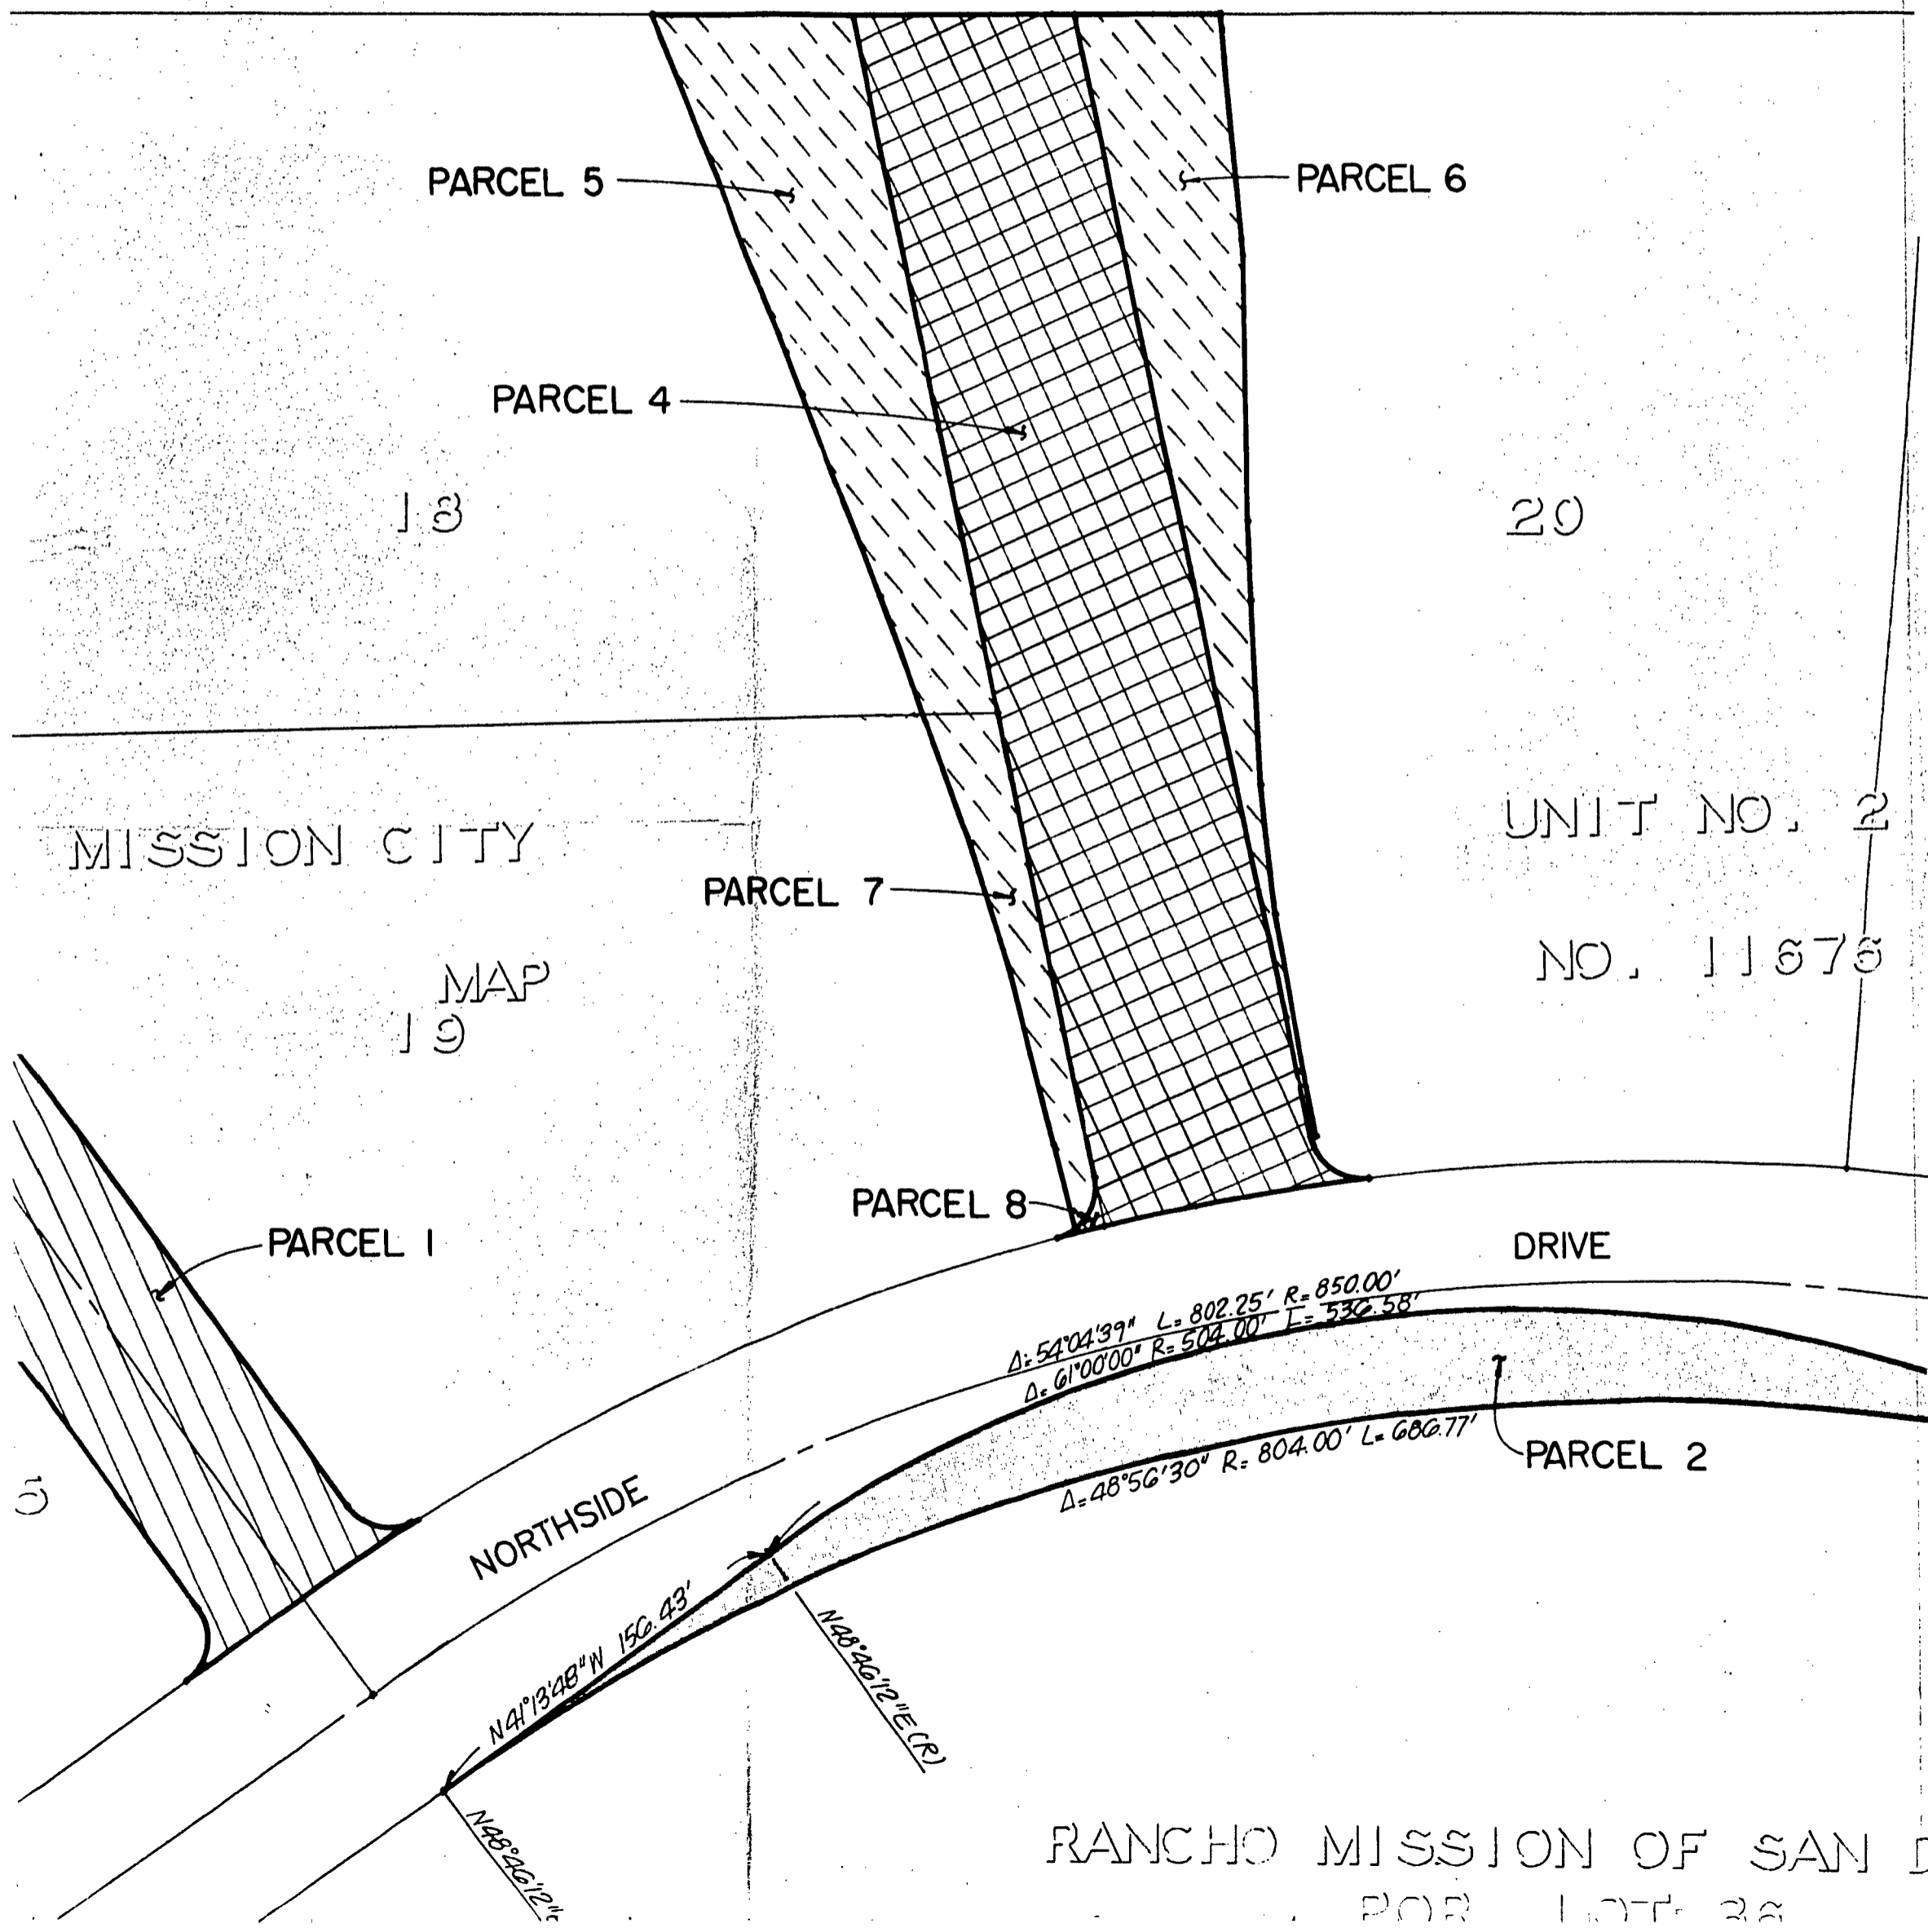 PARCEL 5
PARCEL 6
PARCEL 4
18
20
MISSION CITY
UNIT NO. 2
PARCEL 7
MAP
NO. 11676
19
PARCEL 8
PARCEL 1
DRIVE
Δ=54°04'39" L=802.25' R=850.00'
Δ=61°00'00" R=504.00' L=536.58'
Δ=48°56'30" R=804.00' L=686.77'
PARCEL 2
NORTHSIDE
N41°13'48"W 156.43'
N48°46'12"E(R)
N48°46'12"
RANCHO MISSION OF SAN
POR. LOT 36